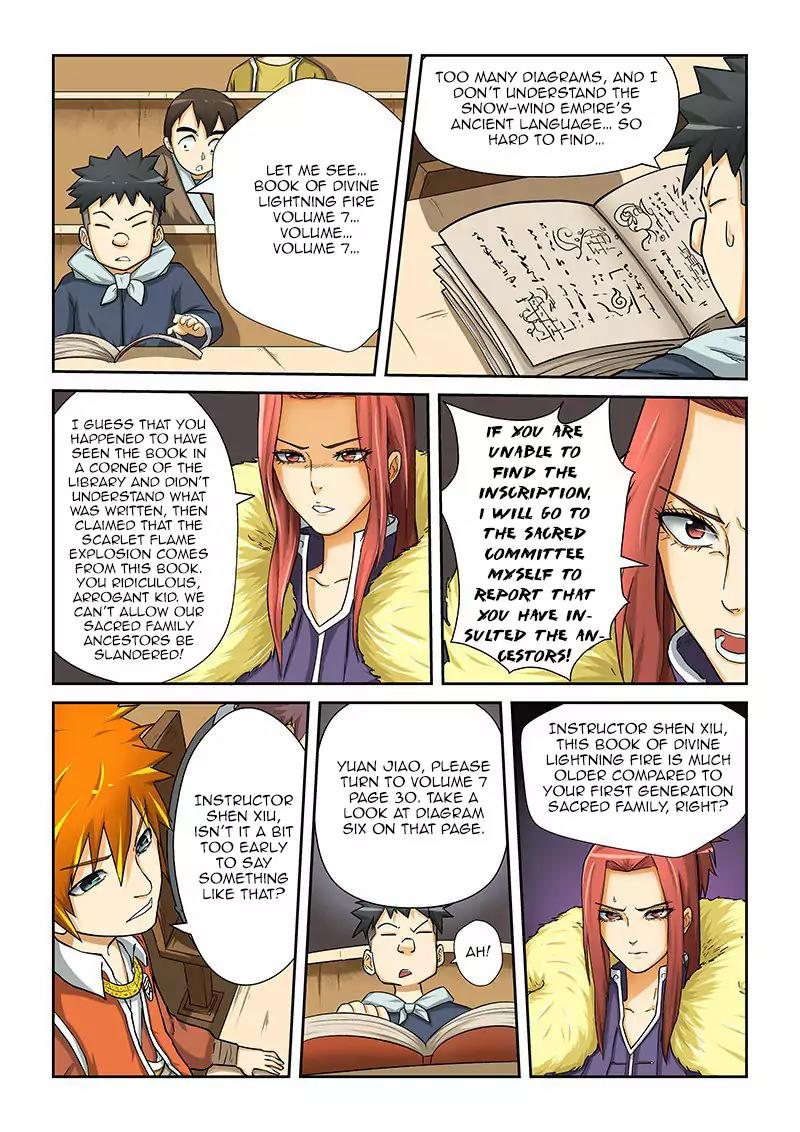 LET ME SEE...
BOOK OF DIVINE
LIGHTNING FIRE
VOLUME 7...
VOLUME...
VOLUME 7...
TOO MANY DIAGRAMS, AND I
DON'T UNDERSTAND THE
SNOW-WIND EMPIRE'S
ANCIENT LANGUAGE... SO
HARD TO FIND...
I GUESS THAT YOU
HAPPENED TO HAVE
SEEN THE BOOK IN
A CORNER OF THE
LIBRARY AND DIDN'T
UNDERSTAND WHAT
WAS WRITTEN, THEN
CLAIMED THAT THE
SCARLET FLAME
EXPLOSION COMES
FROM THIS BOOK.
YOU RIDICULOUS,
ARROGANT KID. WE
CAN'T ALLOW OUR
SACRED FAMILY
ANCESTORS BE
SLANDERED!
IF YOU ARE
UNABLE TO
FIND THE
INSCRIPTION,
I WILL GO TO
THE SACRED
COMMITTEE
MYSELF TO
REPORT THAT
YOU HAVE IN-
SULTED THE AN-
CESTORS!
INSTRUCTOR
SHEN XIU,
ISN'T IT A BIT
TOO EARLY
TO SAY
SOMETHING
LIKE THAT?
YUAN JIAO, PLEASE
TURN TO VOLUME 7
PAGE 30. TAKE A
LOOK AT DIAGRAM
SIX ON THAT PAGE.
AH!
INSTRUCTOR SHEN XIU,
THIS BOOK OF DIVINE
LIGHTNING FIRE IS MUCH
OLDER COMPARED TO
YOUR FIRST GENERATION
SACRED FAMILY, RIGHT?